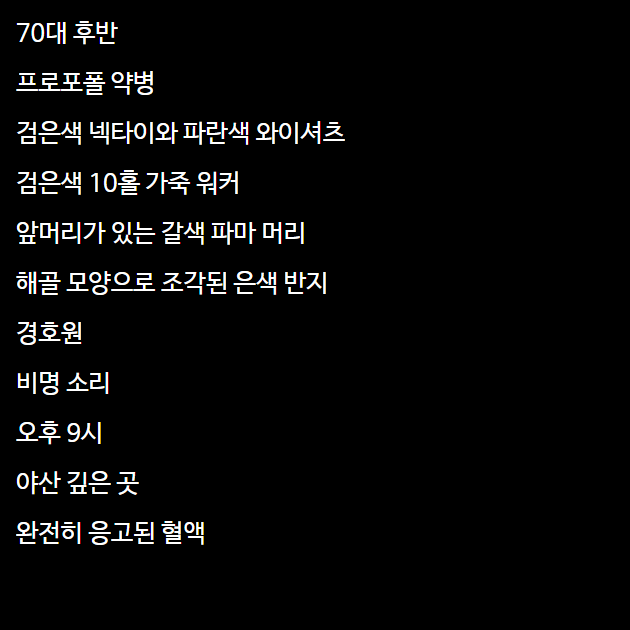 70대 후반
프로포폴 약병
검은색 넥타이와 파란색 와이셔츠
검은색 10홀 가죽 워커
앞머리가 있는 갈색 파마 머리
해골 모양으로 조각된 은색 반지
경호원
비명 소리
오후 9시
야산 깊은 곳
완전히 응고된 혈액